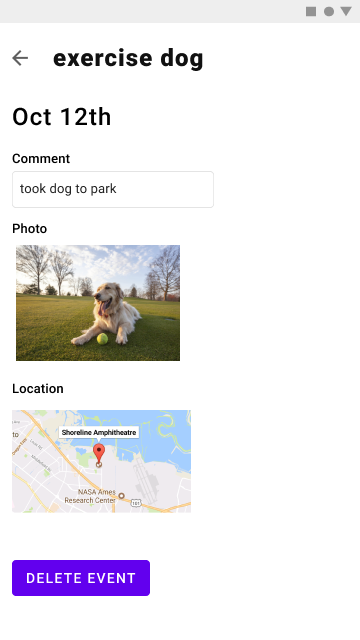 exercise dog
Oct 12th
Comment
took dog to park
Photo
Location
to
Shoreline Amphitheatre
NASA Ames
Research Center
101
DELETE EVENT